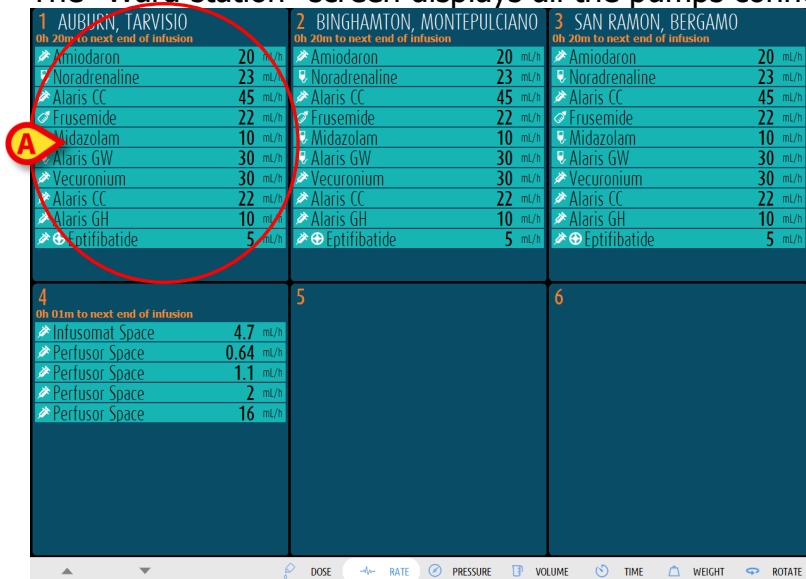 The "Ward station" screen displays all the pumps conn
1 AUBURN, TARVISIO
0h 20m to next end of infusion
Amiodaron 20 mL/h
Noradrenaline 23 mL/h
Alaris CC 45 mL/h
Frusemide 22 mL/h
Midazolam 10 mL/h
Alaris GW 30 mL/h
Vecuronium 30 mL/h
Alaris CC 22 mL/h
Alaris GH 10 mL/h
Eptifibatide 5 mL/h
A
2 BINGHAMTON, MONTEPULCIANO
0h 20m to next end of infusion
Amiodaron 20 mL/h
Noradrenaline 23 mL/h
Alaris CC 45 mL/h
Frusemide 22 mL/h
Midazolam 10 mL/h
Alaris GW 30 mL/h
Vecuronium 30 mL/h
Alaris CC 22 mL/h
Alaris GH 10 mL/h
Eptifibatide 5 mL/h
3 SAN RAMON, BERGAMO
0h 20m to next end of infusion
Amiodaron 20 mL/h
Noradrenaline 23 mL/h
Alaris CC 45 mL/h
Frusemide 22 mL/h
Midazolam 10 mL/h
Alaris GW 30 mL/h
Vecuronium 30 mL/h
Alaris CC 22 mL/h
Alaris GH 10 mL/h
Eptifibatide 5 mL/h
4
0h 01m to next end of infusion
Infusomat Space 4.7 mL/h
Perfusor Space 0.64 mL/h
Perfusor Space 1.1 mL/h
Perfusor Space 2 mL/h
Perfusor Space 16 mL/h
5
6
DOSE RATE PRESSURE VOLUME TIME WEIGHT ROTATE